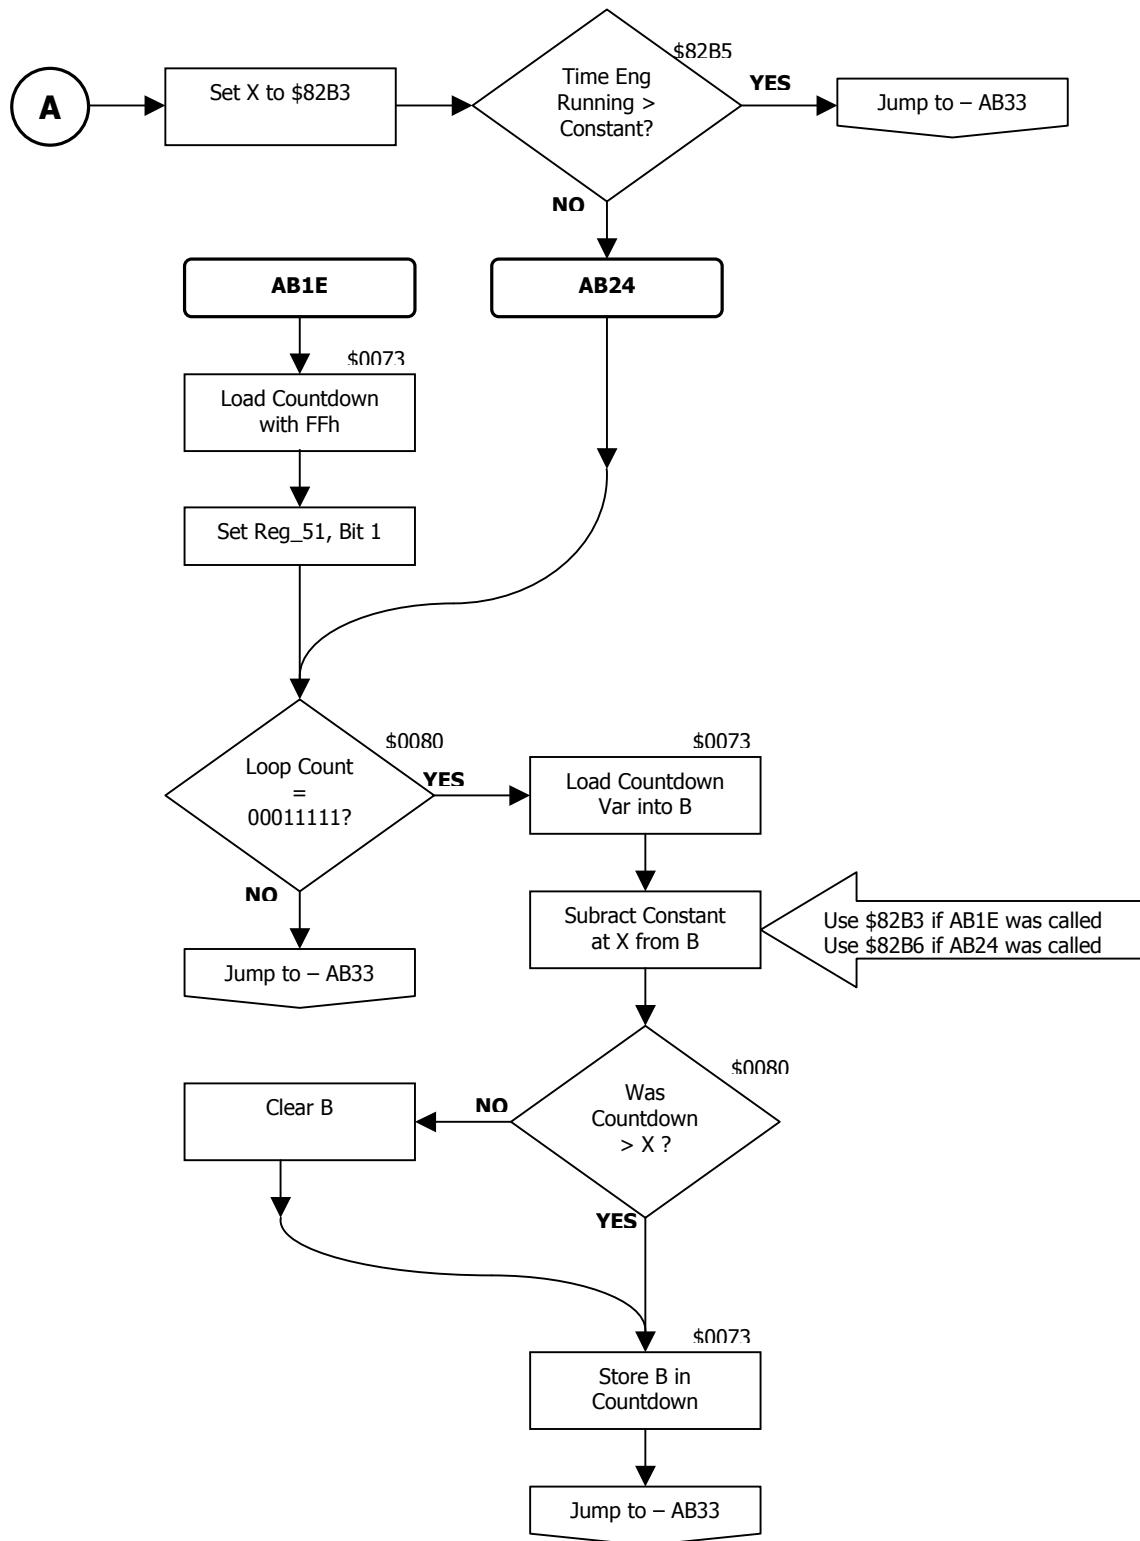 A
Set X to $82B3
$82B5
Time Eng
Running >
Constant?
YES
Jump to – AB33
NO
AB1E
AB24
$0073
Load Countdown
with FFh
Set Reg_51, Bit 1
$0080
Loop Count
=
00011111?
YES
NO
Jump to – AB33
$0073
Load Countdown
Var into B
Subract Constant
at X from B
Use $82B3 if AB1E was called
Use $82B6 if AB24 was called
$0080
Was
Countdown
> X ?
NO
Clear B
YES
$0073
Store B in
Countdown
Jump to – AB33